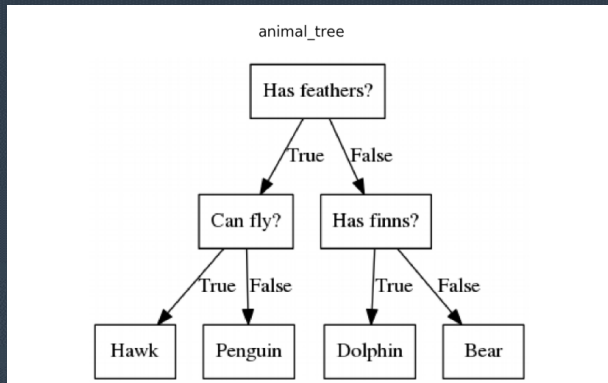 animal_tree
Has feathers?
True False
Can fly? Has finns?
True False True False
Hawk Penguin Dolphin Bear